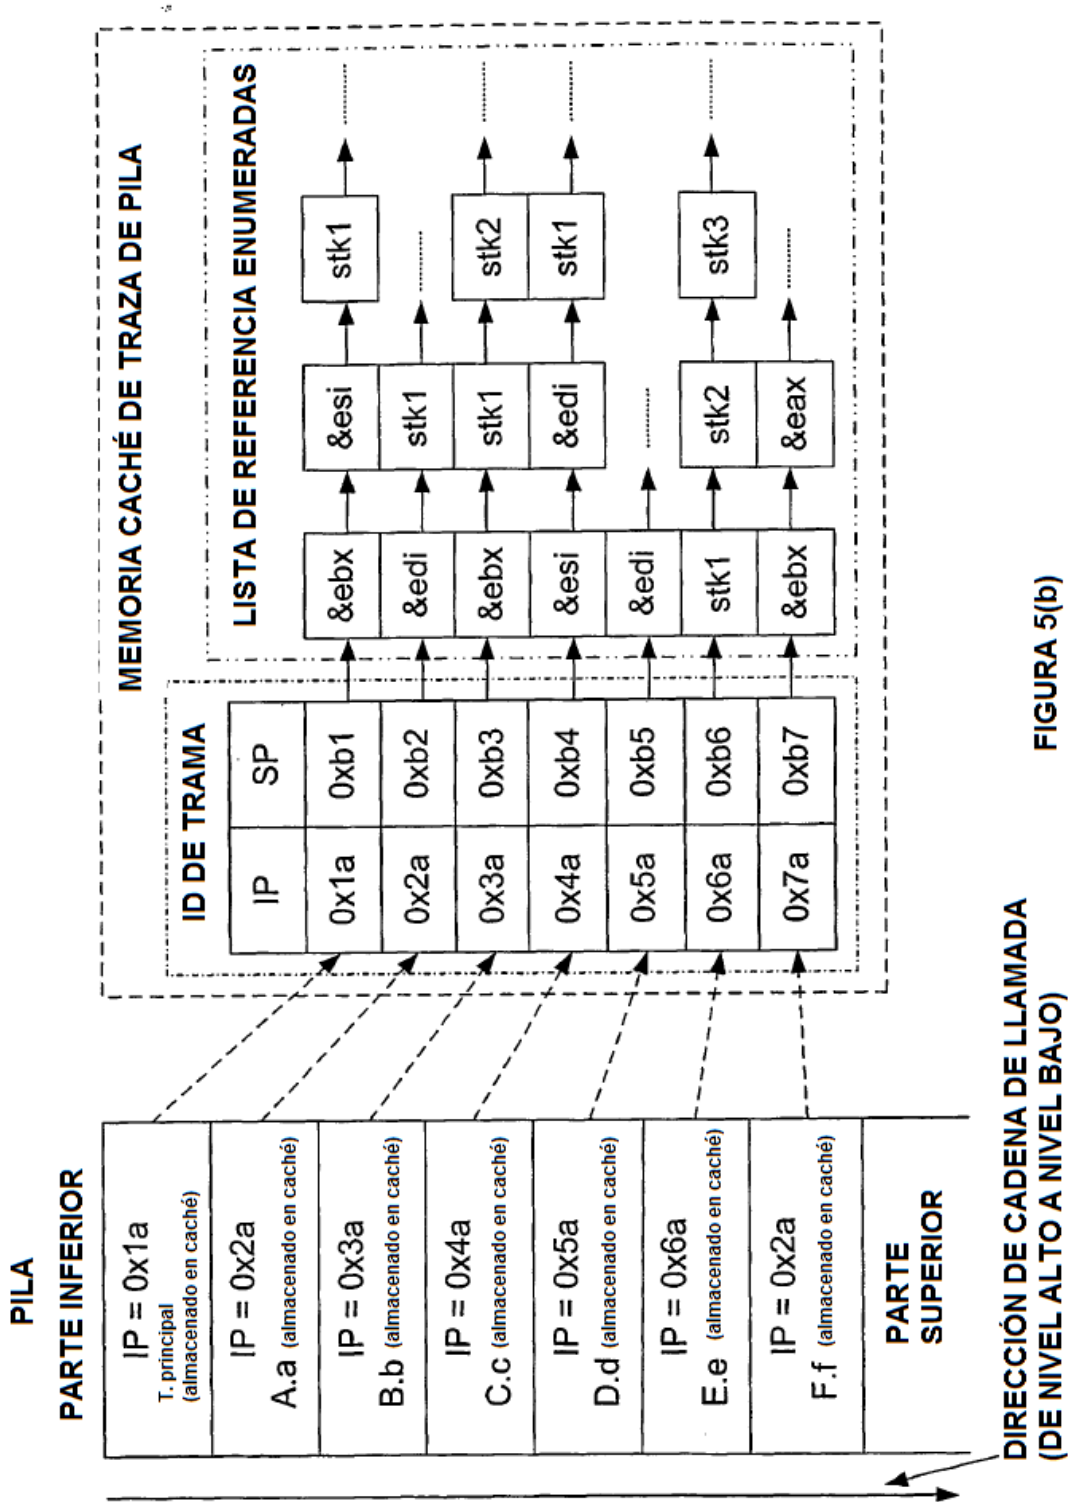 PILA
PARTE INFERIOR
IP = 0x1a
T. principal
(almacenado en caché)
IP = 0x2a
A.a (almacenado en caché)
IP = 0x3a
B.b (almacenado en caché)
IP = 0x4a
C.c (almacenado en caché)
IP = 0x5a
D.d (almacenado en caché)
IP = 0x6a
E.e (almacenado en caché)
IP = 0x2a
F.f (almacenado en caché)
PARTE
SUPERIOR
DIRECCIÓN DE CADENA DE LLAMADA
(DE NIVEL ALTO A NIVEL BAJO)
MEMORIA CACHÉ DE TRAZA DE PILA
ID DE TRAMA
LISTA DE REFERENCIA ENUMERADAS
IP SP
0x1a 0xb1 &ebx &esi stk1
0x2a 0xb2 &edi stk1
0x3a 0xb3 &ebx stk1 stk2
0x4a 0xb4 &esi &edi stk1
0x5a 0xb5 &edi
0x6a 0xb6 stk1 stk2 stk3
0x7a 0xb7 &ebx &eax
FIGURA 5(b)